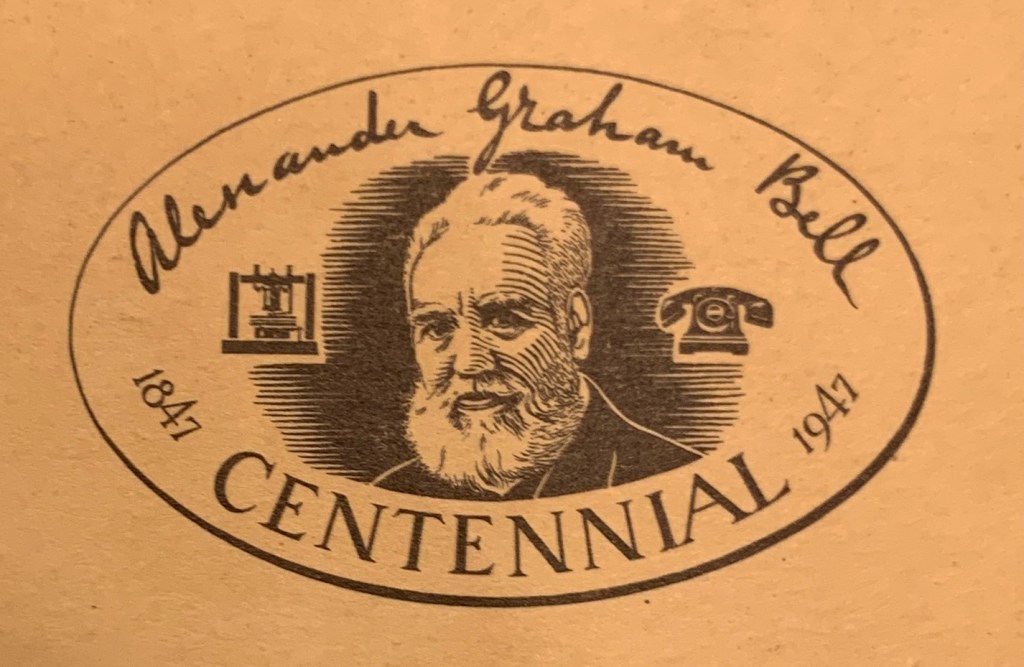 Alexander Graham Bell
1847
1947
CENTENNIAL